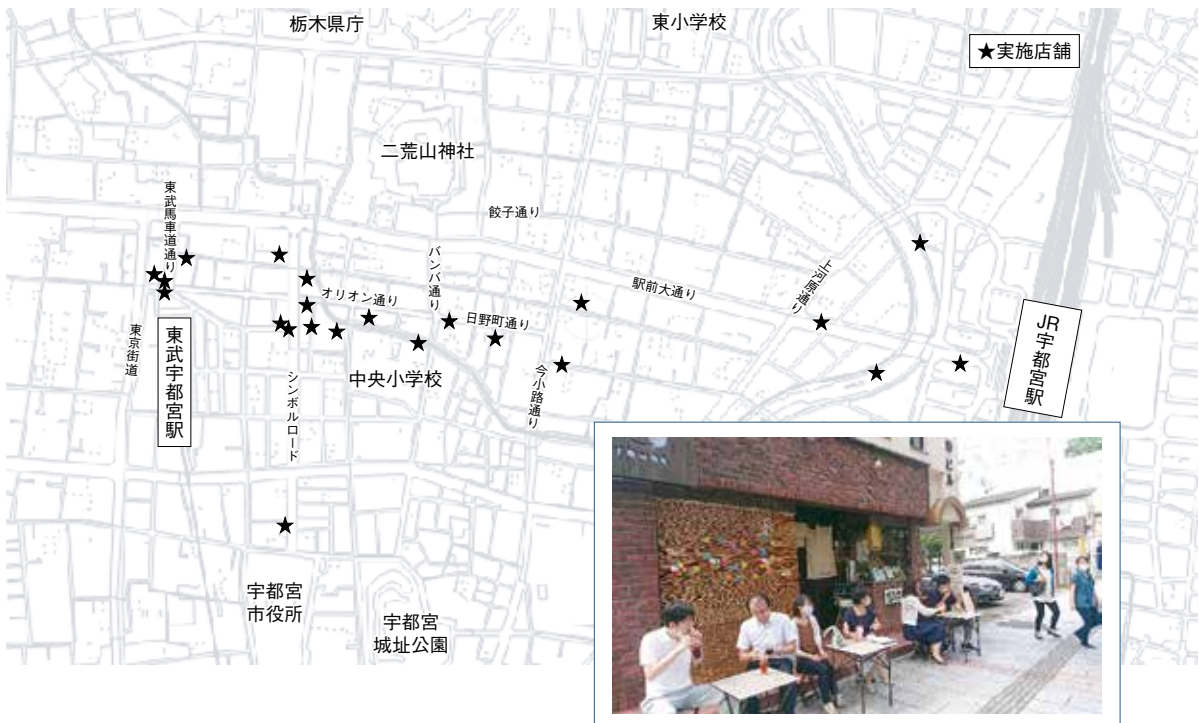 栃木県庁
東小学校
★実施店舗
二荒山神社
東武馬車道通り
餃子通り
バンバ通り
上河原通り
駅前大通り
オリオン通り
日野町通り
東京街道
東武宇都宮駅
JR宇都宮駅
中央小学校
今小路通り
シンボルロード
宇都宮
市役所
宇都宮
城址公園